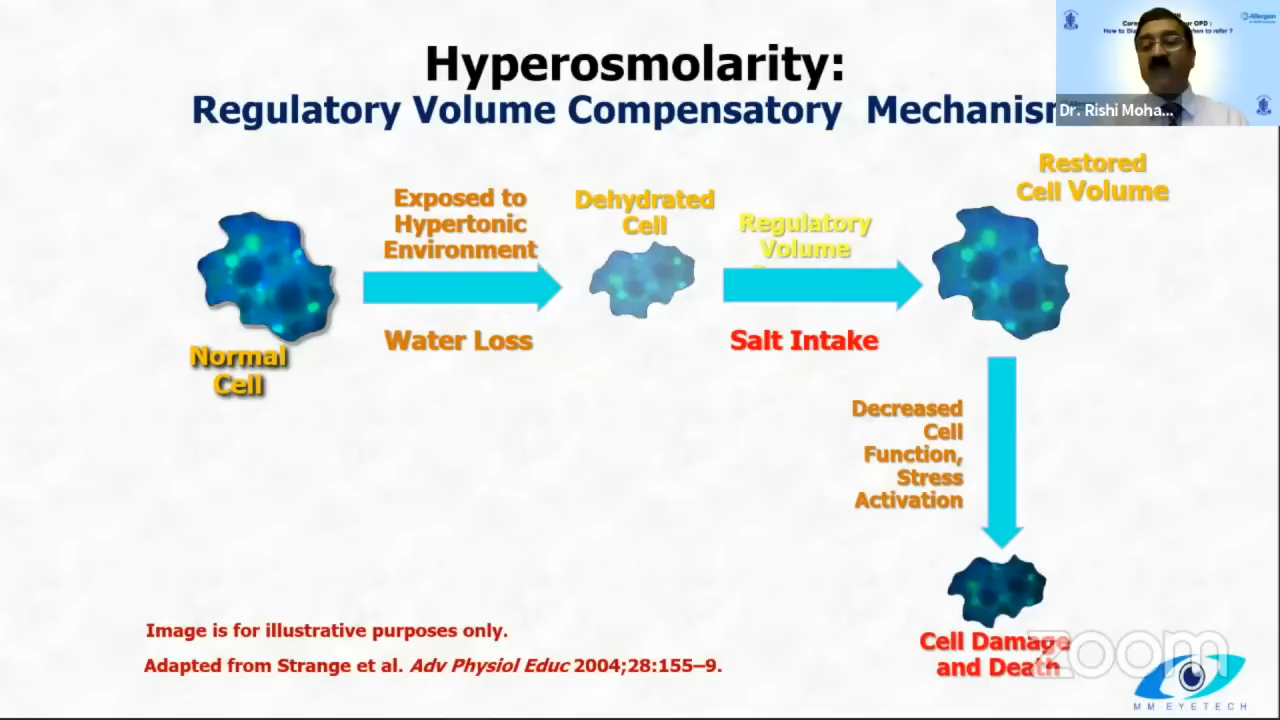 Hyperosmolarity:
Regulatory Volume Compensatory Mechanism
Dr. Rishi Moha...
Allergan
Restored
Cell Volume
Exposed to
Hypertonic
Environment
Dehydrated
Cell
Regulatory
Volume
Water Loss
Salt Intake
Normal
Cell
Decreased
Cell
Function,
Stress
Activation
Cell Damage
and Death
Image is for illustrative purposes only.
Adapted from Strange et al. Adv Physiol Educ 2004;28:155–9.
zoom
MM EYETECH